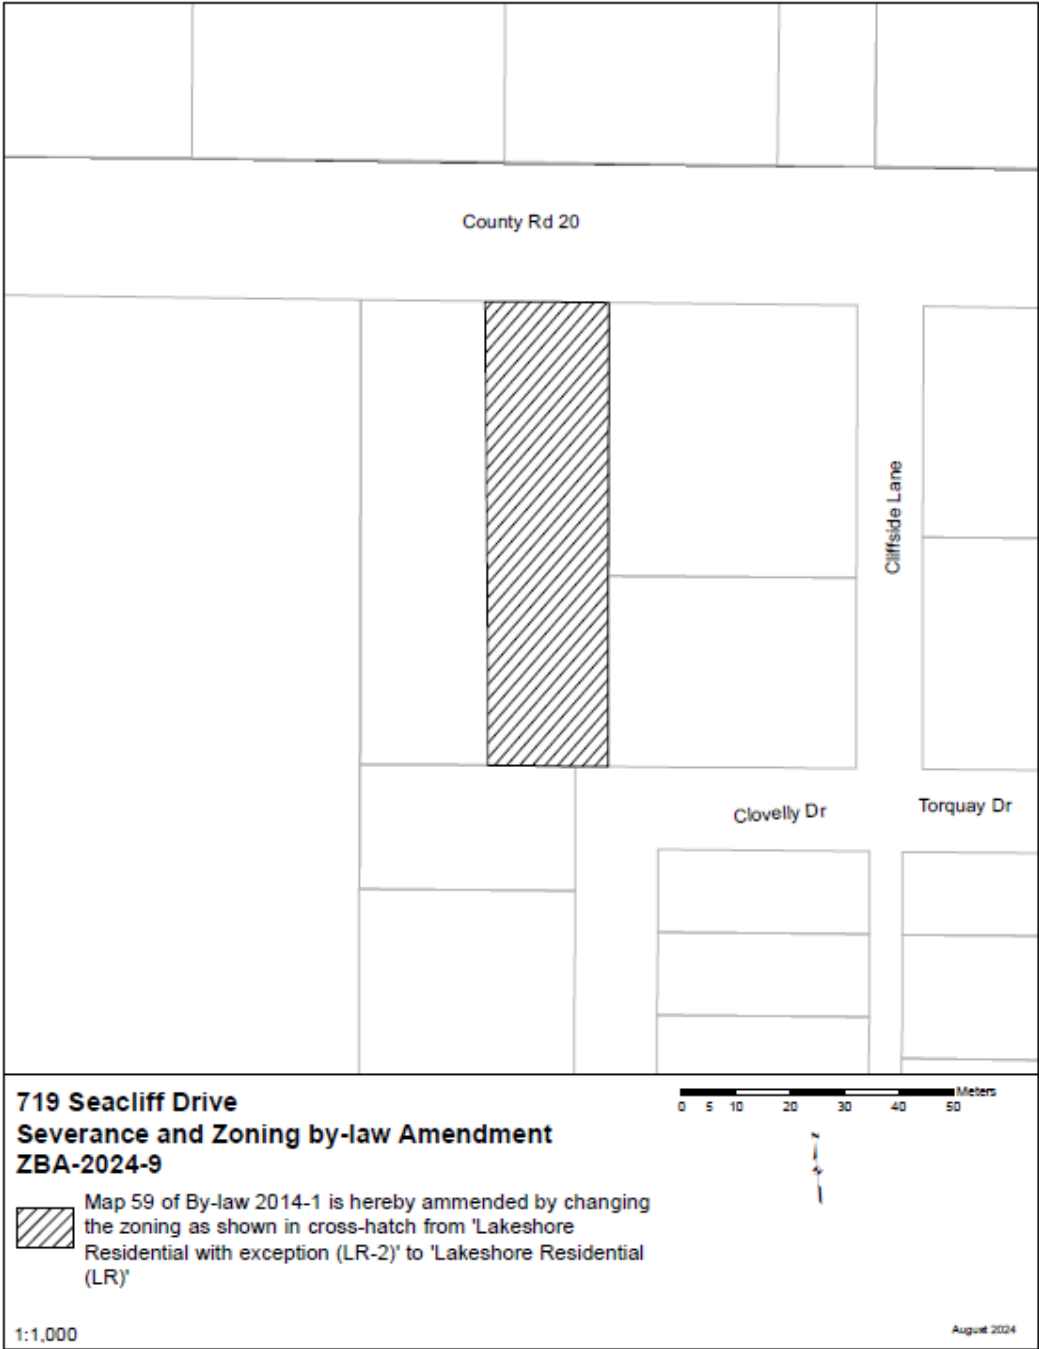 County Rd 20
Cliffside Lane
Clovelly Dr
Torquay Dr
719 Seacliff Drive
Severance and Zoning by-law Amendment
ZBA-2024-9
Meters
0 5 10 20 30 40 50
N
Map 59 of By-law 2014-1 is hereby ammended by changing
the zoning as shown in cross-hatch from 'Lakeshore
Residential with exception (LR-2)' to 'Lakeshore Residential
(LR)'
1:1,000
August 2024